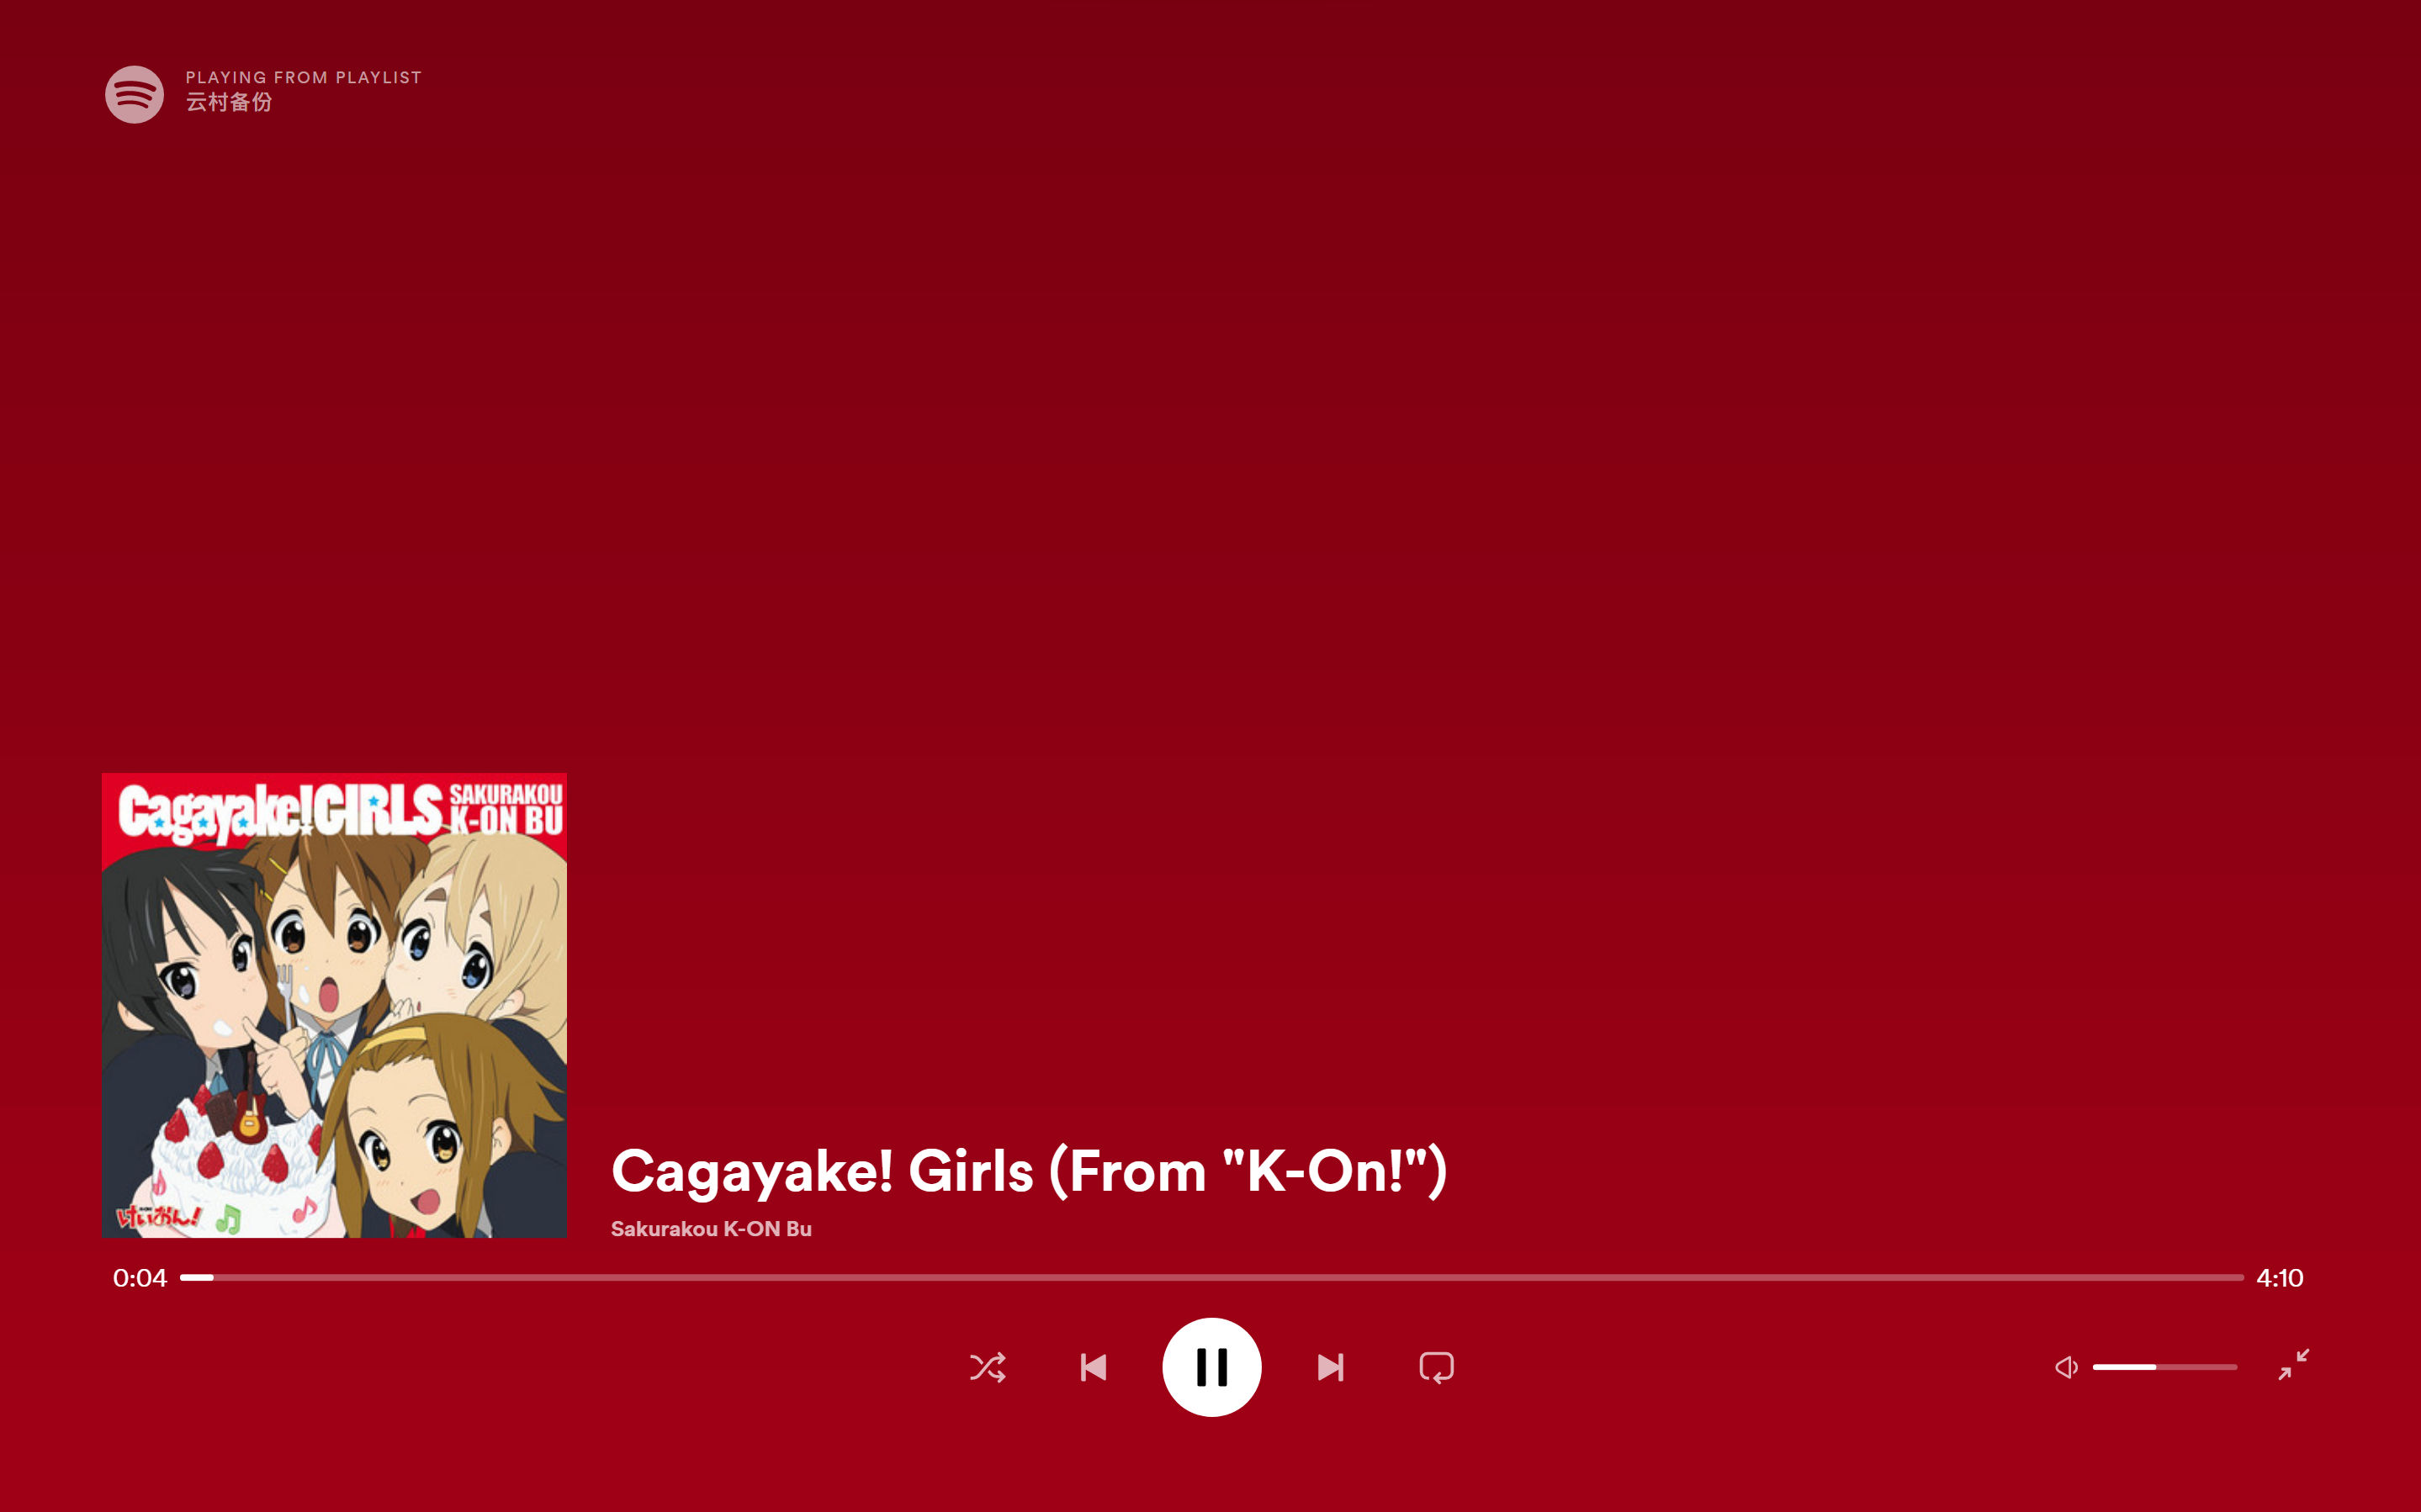 PLAYING FROM PLAYLIST
云村备份
Cagayake!GIRLS
SAKURAKOU
K-ON BU
けいおん!
Cagayake! Girls (From "K-On!")
Sakurakou K-ON Bu
0:04
4:10